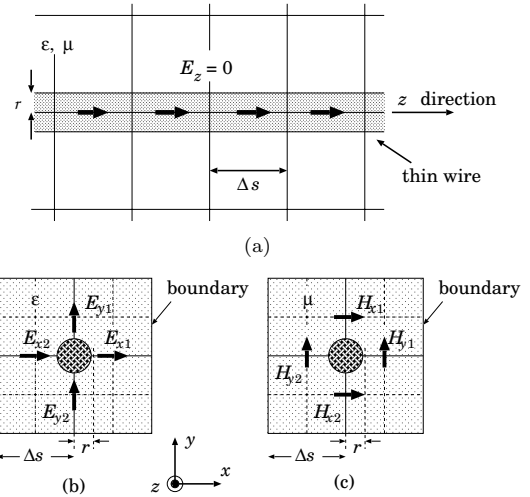 ε, μ
E_z = 0
r
z direction
Δs
thin wire
(a)
boundary
ε
E_y1
E_x2
E_x1
E_y2
Δs
r
(b)
boundary
μ
H_x1
H_y1
H_y2
H_x2
Δs
r
(c)
y
x
z